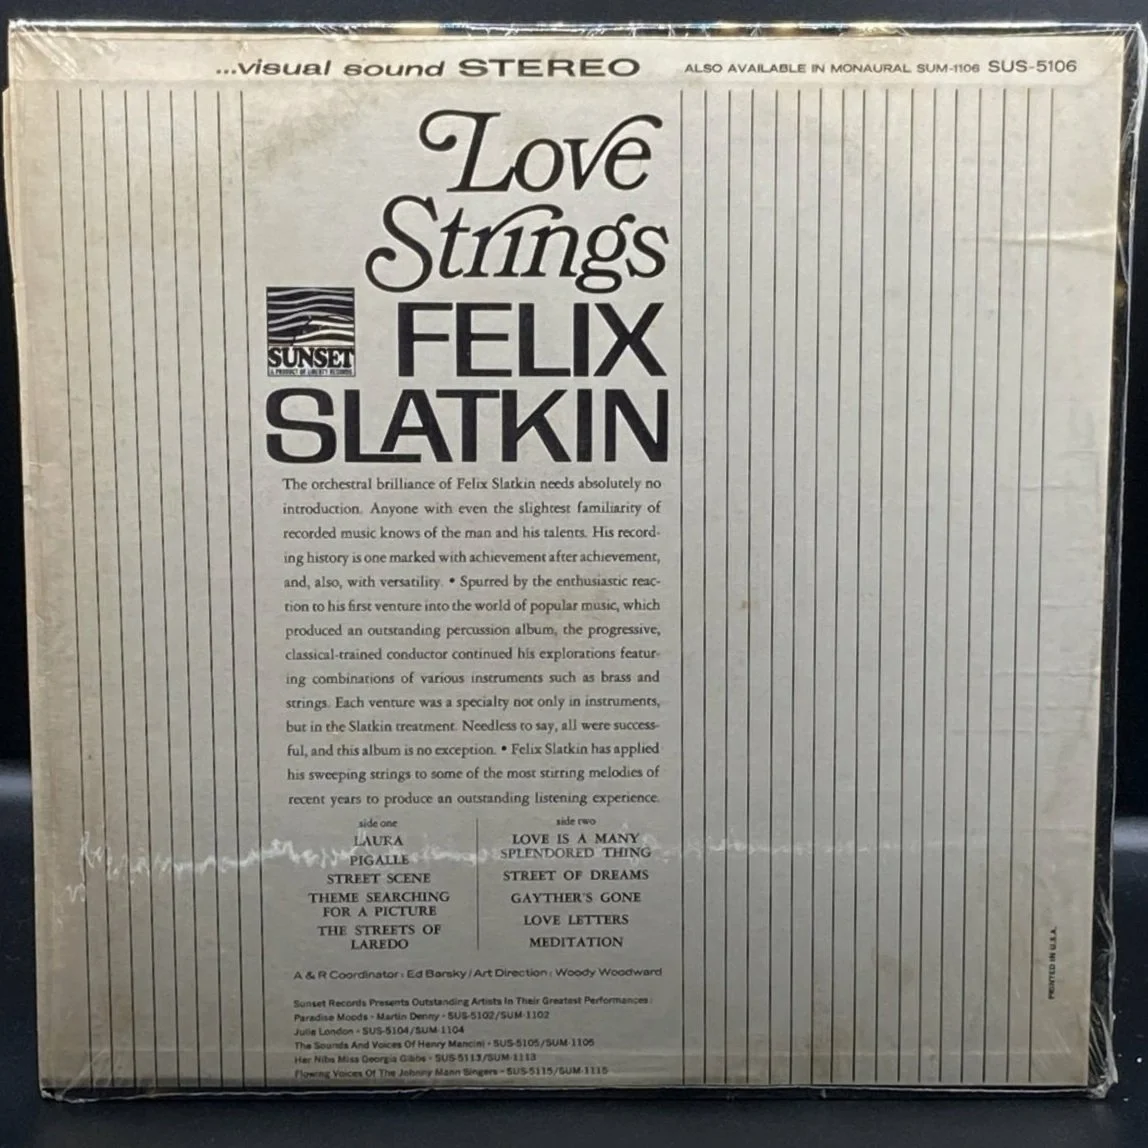 ...visual sound STEREO
ALSO AVAILABLE IN MONAURAL SUM-1106 SUS-5106
Love
Strings
SUNSET
A PRODUCT OF LIBERTY RECORDS
FELIX
SLATKIN
The orchestral brilliance of Felix Slatkin needs absolutely no
introduction. Anyone with even the slightest familiarity of
recorded music knows of the man and his talents. His record-
ing history is one marked with achievement after achievement,
and, also, with versatility. • Spurred by the enthusiastic reac-
tion to his first venture into the world of popular music, which
produced an outstanding percussion album, the progressive,
classical-trained conductor continued his explorations featur-
ing combinations of various instruments such as brass and
strings. Each venture was a specialty not only in instruments,
but in the Slatkin treatment. Needless to say, all were success-
ful, and this album is no exception. • Felix Slatkin has applied
his sweeping strings to some of the most stirring melodies of
recent years to produce an outstanding listening experience.
side one
LAURA
PIGALLE
STREET SCENE
THEME SEARCHING
FOR A PICTURE
THE STREETS OF
LAREDO
side two
LOVE IS A MANY
SPLENDORED THING
STREET OF DREAMS
GAYTHER'S GONE
LOVE LETTERS
MEDITATION
A & R Coordinator: Ed Barsky/Art Direction: Woody Woodward
Sunset Records Presents Outstanding Artists In Their Greatest Performances:
Paradise Moods - Martin Denny - SUS-5102/SUM-1102
Julie London - SUS-5104/SUM-1104
The Sounds And Voices Of Henry Mancini - SUS-5105/SUM-1105
Her Nibs Miss Georgia Gibbs - SUS-5113/SUM-1113
Flowing Voices Of The Johnny Mann Singers - SUS-5115/SUM-1115
PRINTED IN U.S.A.